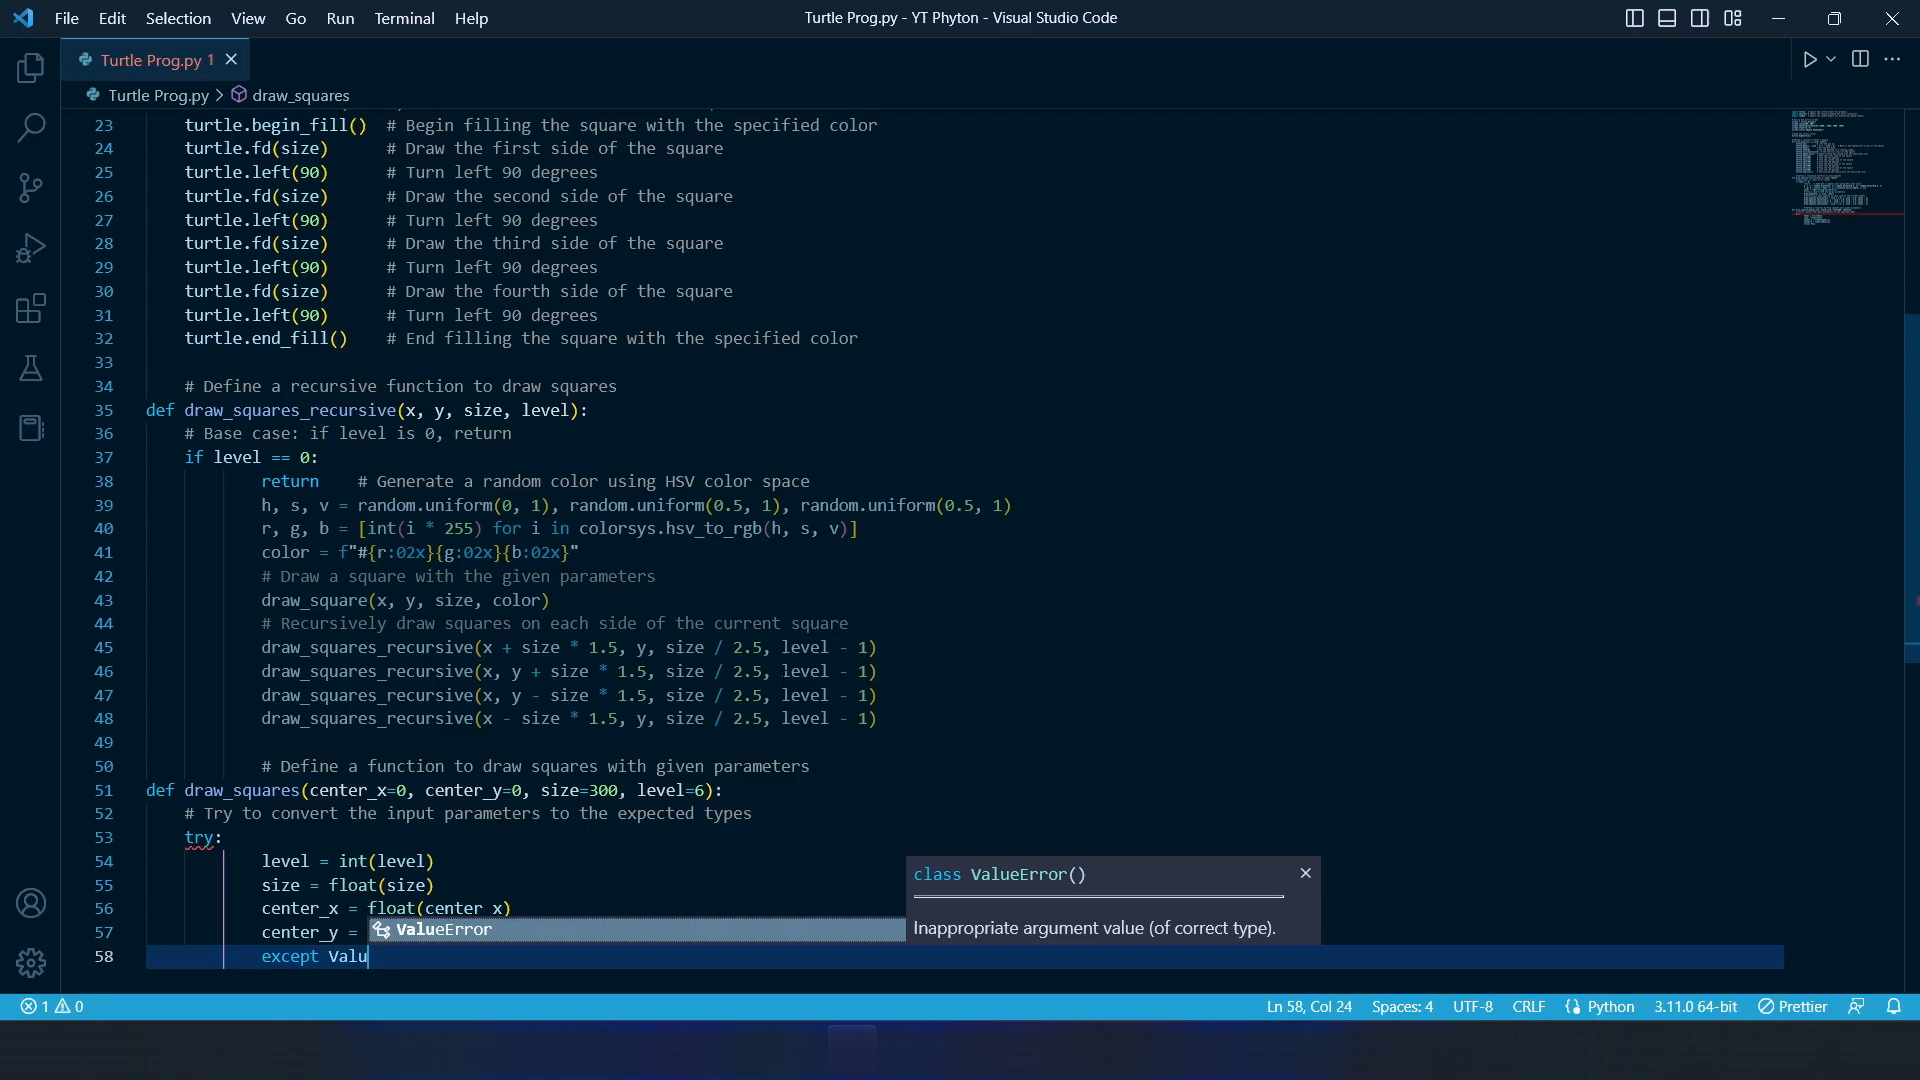 File Edit Selection View Go Run Terminal Help
Turtle Prog.py - YT Phyton - Visual Studio Code
Turtle Prog.py 1
Turtle Prog.py > draw_squares
23 turtle.begin_fill() # Begin filling the square with the specified color
24 turtle.fd(size) # Draw the first side of the square
25 turtle.left(90) # Turn left 90 degrees
26 turtle.fd(size) # Draw the second side of the square
27 turtle.left(90) # Turn left 90 degrees
28 turtle.fd(size) # Draw the third side of the square
29 turtle.left(90) # Turn left 90 degrees
30 turtle.fd(size) # Draw the fourth side of the square
31 turtle.left(90) # Turn left 90 degrees
32 turtle.end_fill() # End filling the square with the specified color
33
34 # Define a recursive function to draw squares
35 def draw_squares_recursive(x, y, size, level):
36 # Base case: if level is 0, return
37 if level == 0:
38 return # Generate a random color using HSV color space
39 h, s, v = random.uniform(0, 1), random.uniform(0.5, 1), random.uniform(0.5, 1)
40 r, g, b = [int(i * 255) for i in colorsys.hsv_to_rgb(h, s, v)]
41 color = f"#{r:02x}{g:02x}{b:02x}"
42 # Draw a square with the given parameters
43 draw_square(x, y, size, color)
44 # Recursively draw squares on each side of the current square
45 draw_squares_recursive(x + size * 1.5, y, size / 2.5, level - 1)
46 draw_squares_recursive(x, y + size * 1.5, size / 2.5, level - 1)
47 draw_squares_recursive(x, y - size * 1.5, size / 2.5, level - 1)
48 draw_squares_recursive(x - size * 1.5, y, size / 2.5, level - 1)
49
50 # Define a function to draw squares with given parameters
51 def draw_squares(center_x=0, center_y=0, size=300, level=6):
52 # Try to convert the input parameters to the expected types
53 try:
54 level = int(level)
55 size = float(size)
56 center_x = float(center_x)
57 center_y =
58 except Valu
ValueError
class ValueError()
Inappropriate argument value (of correct type).
1 0
Ln 58, Col 24 Spaces: 4 UTF-8 CRLF Python 3.11.0 64-bit Prettier